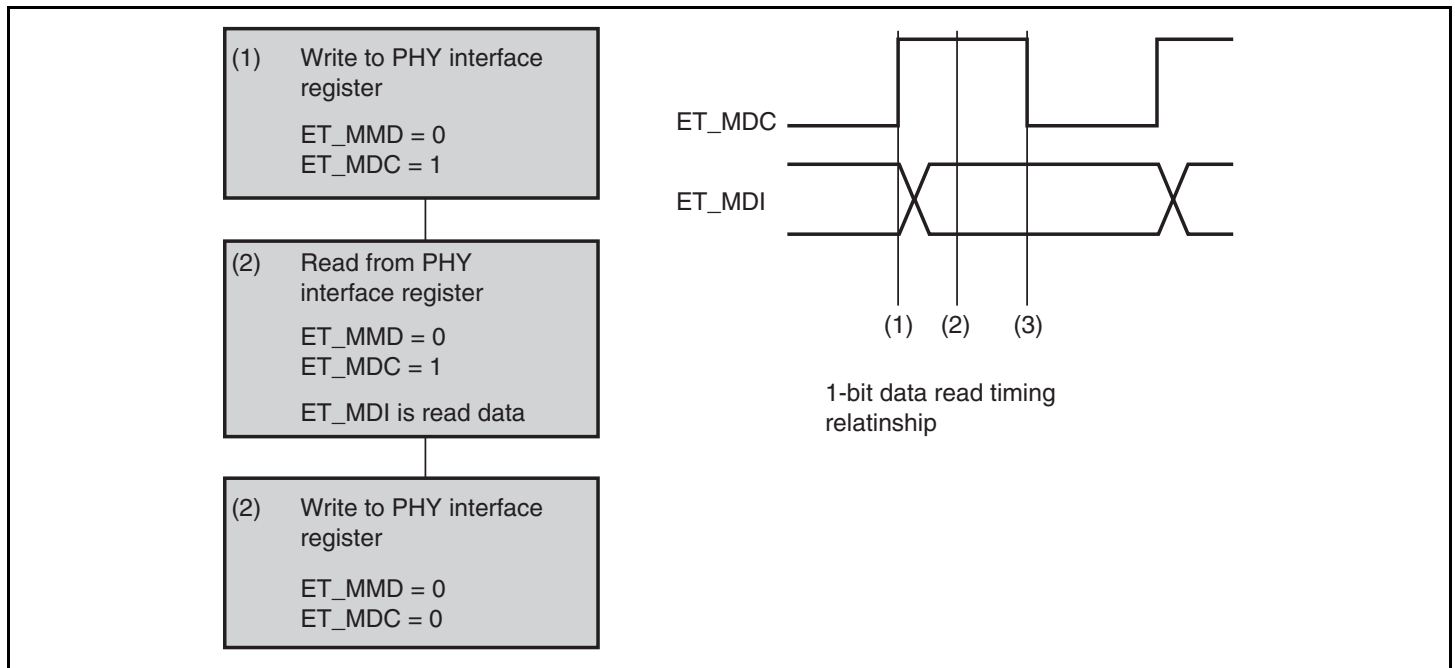 (1) Write to PHY interface
register
ET_MMD = 0
ET_MDC = 1
(2) Read from PHY
interface register
ET_MMD = 0
ET_MDC = 1
ET_MDI is read data
(2) Write to PHY interface
register
ET_MMD = 0
ET_MDC = 0
ET_MDC
ET_MDI
(1) (2) (3)
1-bit data read timing
relatinship